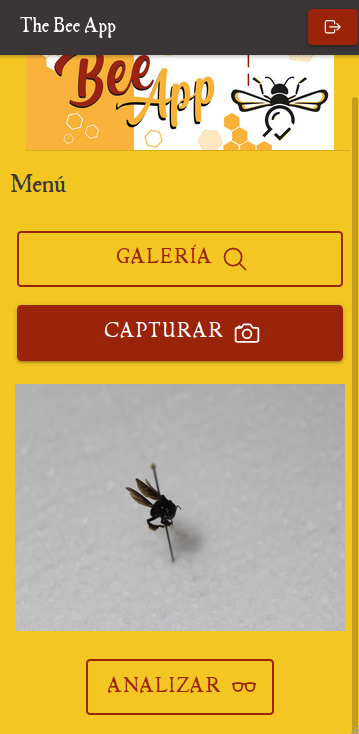 The Bee App
Bee
App
Menú
GALERÍA
CAPTURAR
ANALIZAR